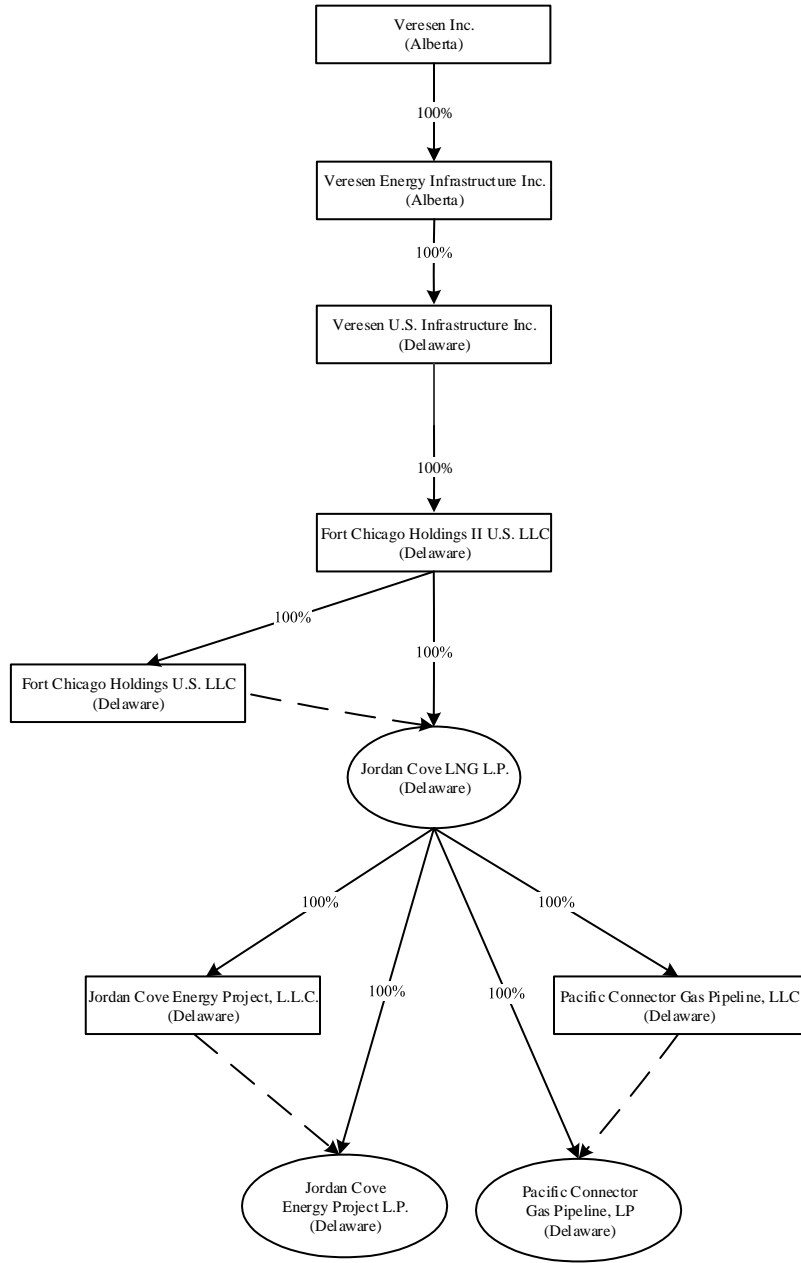 Veresen Inc.
(Alberta)
100%
Veresen Energy Infrastructure Inc.
(Alberta)
100%
Veresen U.S. Infrastructure Inc.
(Delaware)
100%
Fort Chicago Holdings II U.S. LLC
(Delaware)
100%
100%
Fort Chicago Holdings U.S. LLC
(Delaware)
Jordan Cove LNG L.P.
(Delaware)
100%
100%
100%
100%
Jordan Cove Energy Project, L.L.C.
(Delaware)
Pacific Connector Gas Pipeline, LLC
(Delaware)
Jordan Cove
Energy Project L.P.
(Delaware)
Pacific Connector
Gas Pipeline, LP
(Delaware)